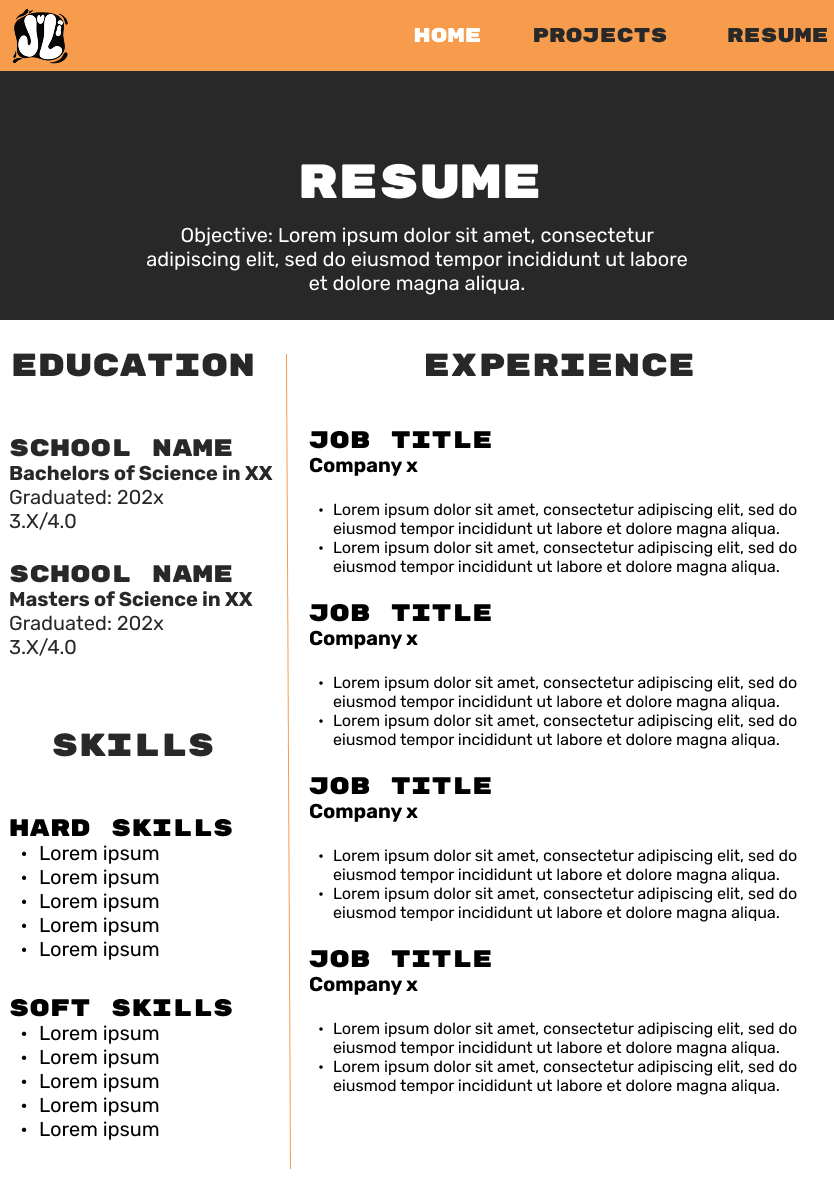 JLi
HOME PROJECTS RESUME
RESUME
Objective: Lorem ipsum dolor sit amet, consectetur
adipiscing elit, sed do eiusmod tempor incididunt ut labore
et dolore magna aliqua.
EDUCATION
SCHOOL NAME
Bachelors of Science in XX
Graduated: 202x
3.X/4.0
SCHOOL NAME
Masters of Science in XX
Graduated: 202x
3.X/4.0
SKILLS
HARD SKILLS
• Lorem ipsum
• Lorem ipsum
• Lorem ipsum
• Lorem ipsum
• Lorem ipsum
SOFT SKILLS
• Lorem ipsum
• Lorem ipsum
• Lorem ipsum
• Lorem ipsum
• Lorem ipsum
EXPERIENCE
JOB TITLE
Company x
• Lorem ipsum dolor sit amet, consectetur adipiscing elit, sed do
eiusmod tempor incididunt ut labore et dolore magna aliqua.
• Lorem ipsum dolor sit amet, consectetur adipiscing elit, sed do
eiusmod tempor incididunt ut labore et dolore magna aliqua.
JOB TITLE
Company x
• Lorem ipsum dolor sit amet, consectetur adipiscing elit, sed do
eiusmod tempor incididunt ut labore et dolore magna aliqua.
• Lorem ipsum dolor sit amet, consectetur adipiscing elit, sed do
eiusmod tempor incididunt ut labore et dolore magna aliqua.
JOB TITLE
Company x
• Lorem ipsum dolor sit amet, consectetur adipiscing elit, sed do
eiusmod tempor incididunt ut labore et dolore magna aliqua.
• Lorem ipsum dolor sit amet, consectetur adipiscing elit, sed do
eiusmod tempor incididunt ut labore et dolore magna aliqua.
JOB TITLE
Company x
• Lorem ipsum dolor sit amet, consectetur adipiscing elit, sed do
eiusmod tempor incididunt ut labore et dolore magna aliqua.
• Lorem ipsum dolor sit amet, consectetur adipiscing elit, sed do
eiusmod tempor incididunt ut labore et dolore magna aliqua.